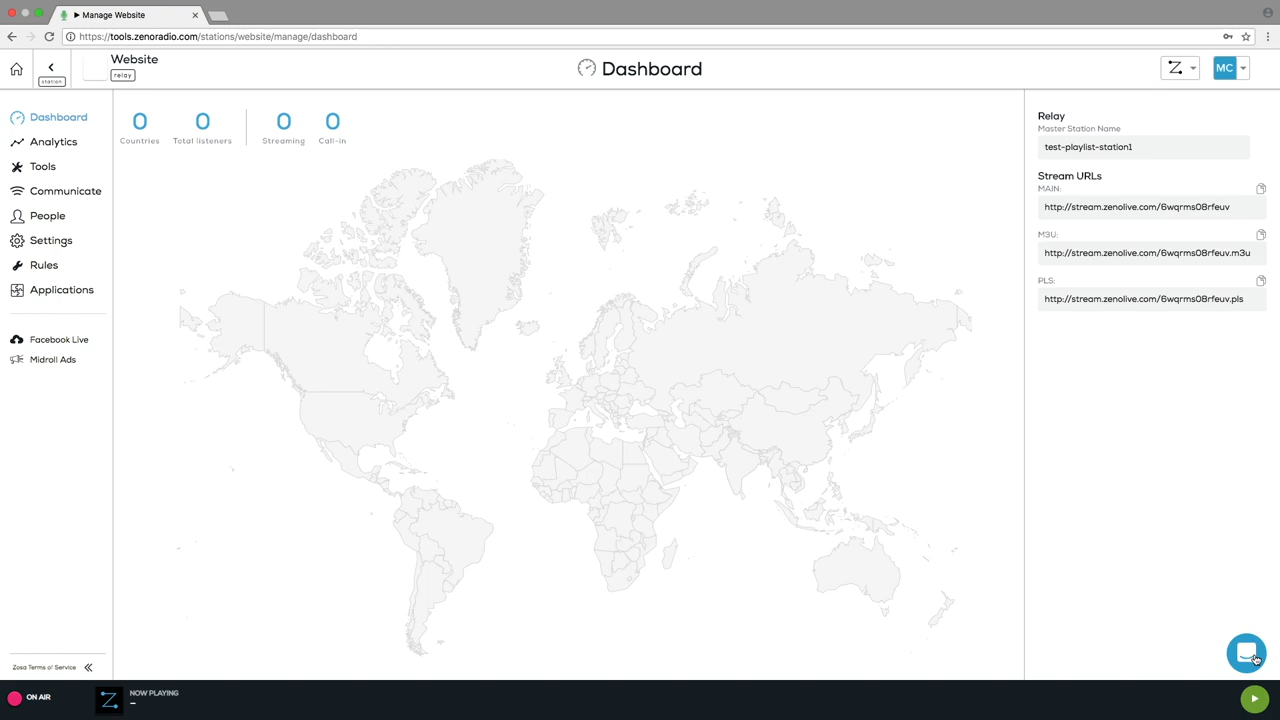 Manage Website
https://tools.zenoradio.com/stations/website/manage/dashboard
station
Website
relay
Dashboard
MC
Dashboard
Analytics
Tools
Communicate
People
Settings
Rules
Applications
Facebook Live
Midroll Ads
Zosa Terms of Service
0
Countries
0
Total listeners
0
Streaming
0
Call-in
Relay
Master Station Name
test-playlist-station1
Stream URLs
MAIN:
http://stream.zenolive.com/6wqrms08rfeuv
M3U:
http://stream.zenolive.com/6wqrms08rfeuv.m3u
PLS:
http://stream.zenolive.com/6wqrms08rfeuv.pls
ON AIR
NOW PLAYING
–